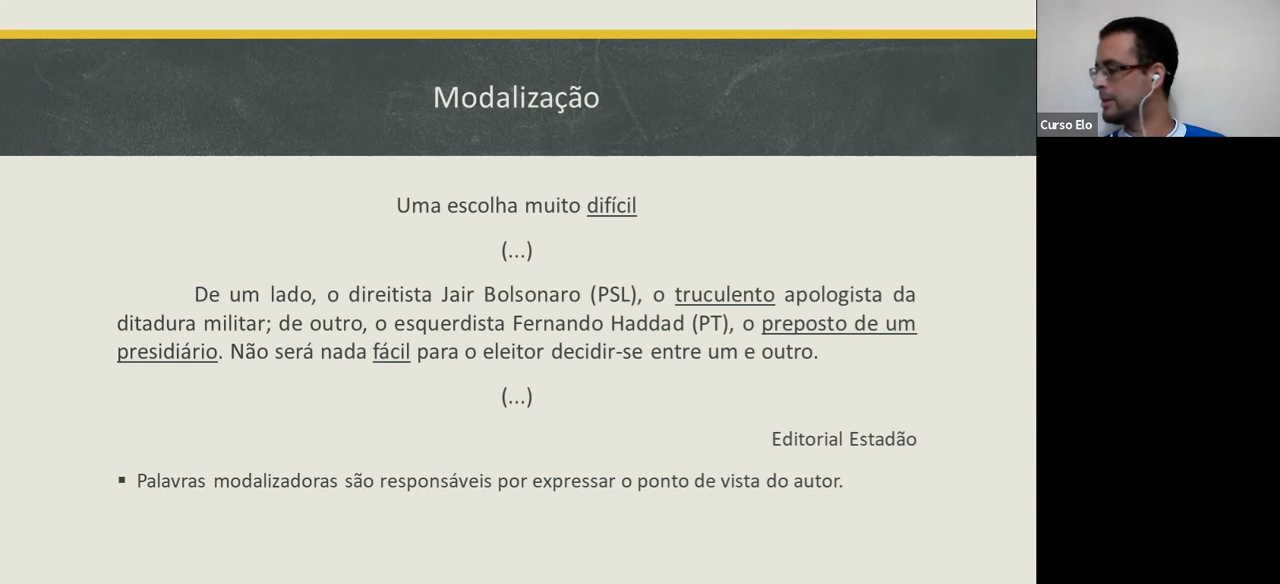 Modalização
Uma escolha muito difícil
(...)
De um lado, o direitista Jair Bolsonaro (PSL), o truculento apologista da
ditadura militar; de outro, o esquerdista Fernando Haddad (PT), o preposto de um
presidiário. Não será nada fácil para o eleitor decidir-se entre um e outro.
(...)
Editorial Estadão
▪ Palavras modalizadoras são responsáveis por expressar o ponto de vista do autor.
Curso Elo